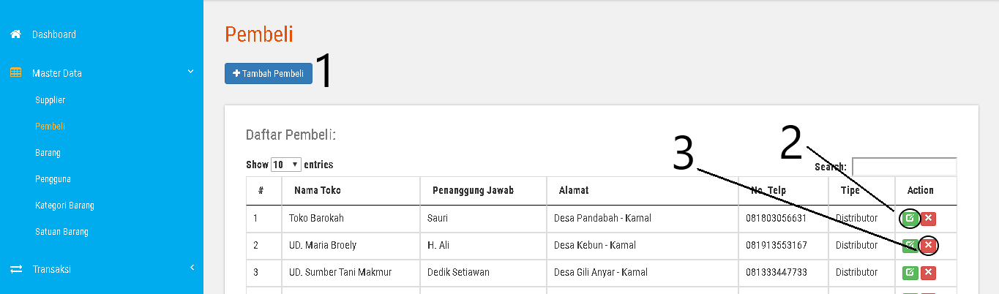 Dashboard
Master Data
Supplier
Pembeli
Barang
Pengguna
Kategori Barang
Satuan Barang
Transaksi
Pembeli
Tambah Pembeli 1
Daftar Pembeli:
3 2
Show 10 entries Search:
# Nama Toko Penanggung Jawab Alamat No. Telp Tipe Action
1 Toko Barokah Sauri Desa Pandabah - Kamal 081803056631 Distributor
2 UD. Maria Broely H. Ali Desa Kebun - Kamal 081913553167 Distributor
3 UD. Sumber Tani Makmur Dedik Setiawan Desa Gili Anyar - Kamal 081333447733 Distributor